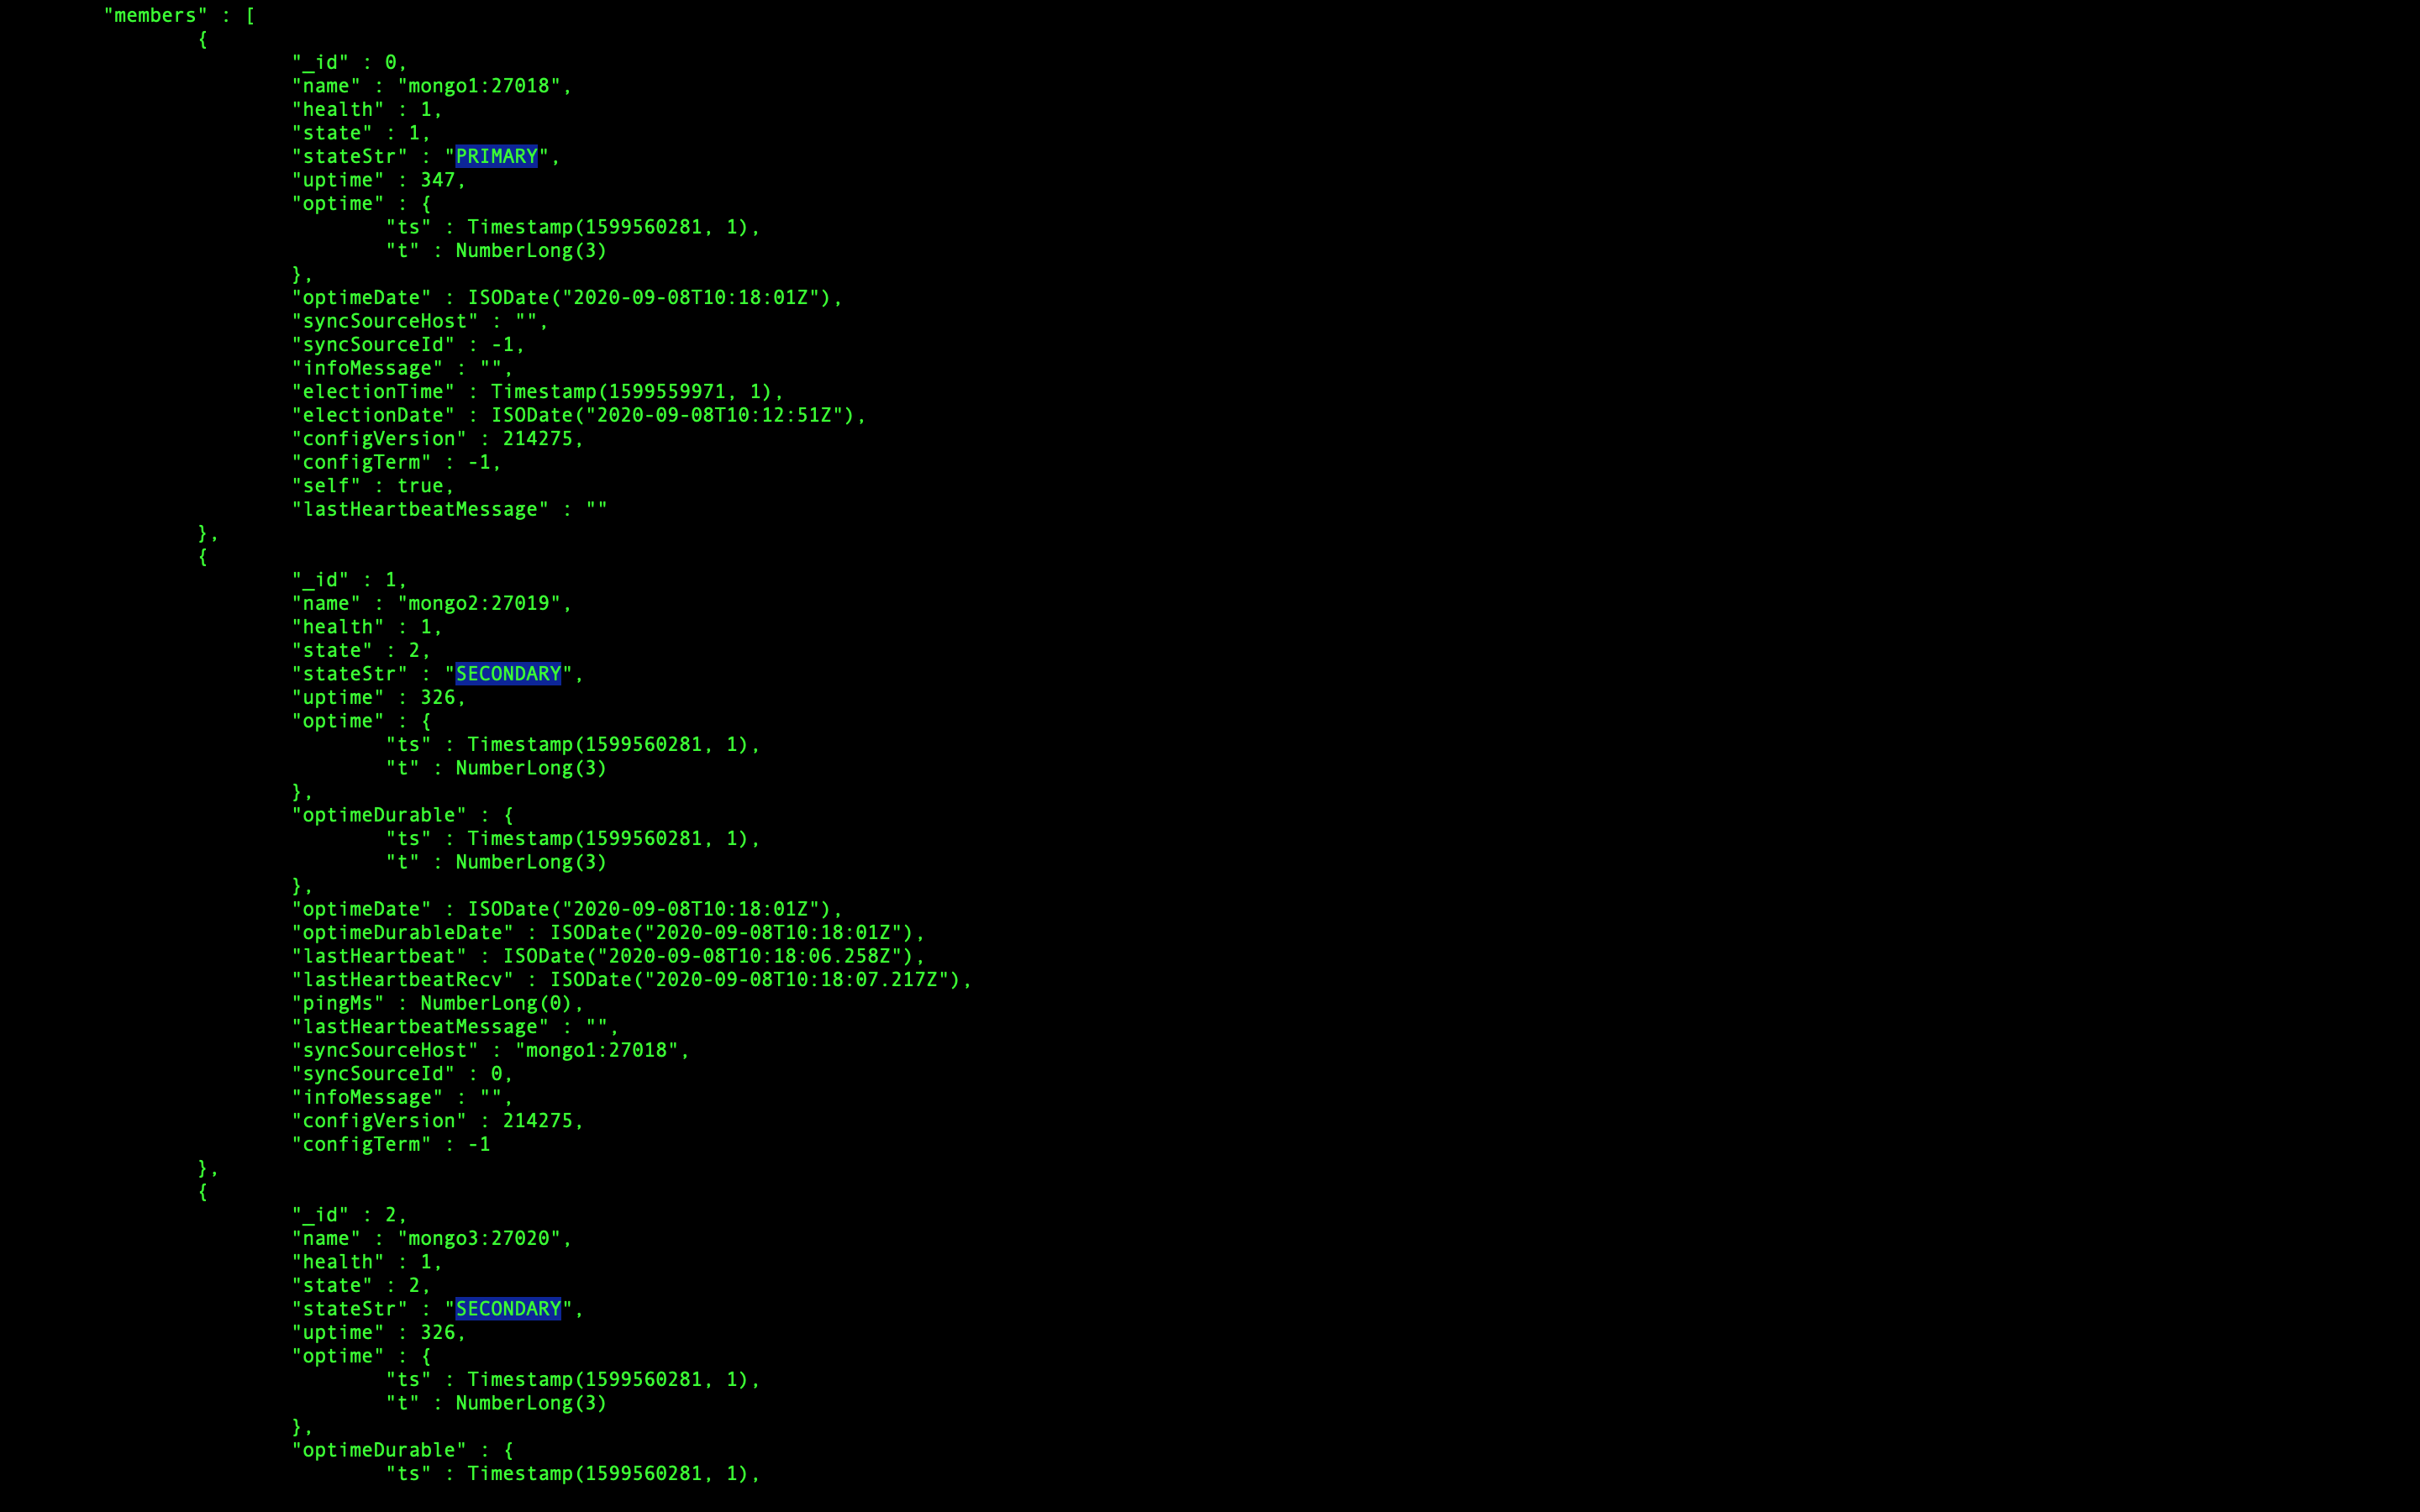 "members" : [
{
"_id" : 0,
"name" : "mongo1:27018",
"health" : 1,
"state" : 1,
"stateStr" : "PRIMARY",
"uptime" : 347,
"optime" : {
"ts" : Timestamp(1599560281, 1),
"t" : NumberLong(3)
},
"optimeDate" : ISODate("2020-09-08T10:18:01Z"),
"syncSourceHost" : "",
"syncSourceId" : -1,
"infoMessage" : "",
"electionTime" : Timestamp(1599559971, 1),
"electionDate" : ISODate("2020-09-08T10:12:51Z"),
"configVersion" : 214275,
"configTerm" : -1,
"self" : true,
"lastHeartbeatMessage" : ""
},
{
"_id" : 1,
"name" : "mongo2:27019",
"health" : 1,
"state" : 2,
"stateStr" : "SECONDARY",
"uptime" : 326,
"optime" : {
"ts" : Timestamp(1599560281, 1),
"t" : NumberLong(3)
},
"optimeDurable" : {
"ts" : Timestamp(1599560281, 1),
"t" : NumberLong(3)
},
"optimeDate" : ISODate("2020-09-08T10:18:01Z"),
"optimeDurableDate" : ISODate("2020-09-08T10:18:01Z"),
"lastHeartbeat" : ISODate("2020-09-08T10:18:06.258Z"),
"lastHeartbeatRecv" : ISODate("2020-09-08T10:18:07.217Z"),
"pingMs" : NumberLong(0),
"lastHeartbeatMessage" : "",
"syncSourceHost" : "mongo1:27018",
"syncSourceId" : 0,
"infoMessage" : "",
"configVersion" : 214275,
"configTerm" : -1
},
{
"_id" : 2,
"name" : "mongo3:27020",
"health" : 1,
"state" : 2,
"stateStr" : "SECONDARY",
"uptime" : 326,
"optime" : {
"ts" : Timestamp(1599560281, 1),
"t" : NumberLong(3)
},
"optimeDurable" : {
"ts" : Timestamp(1599560281, 1),